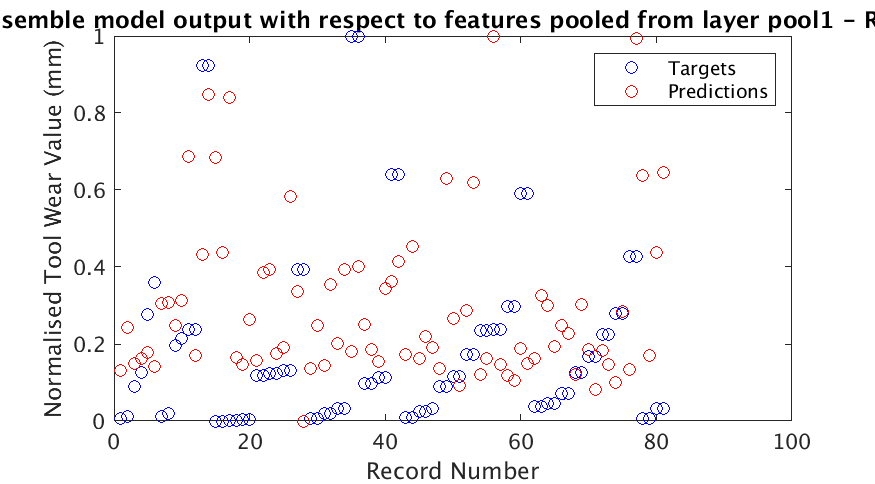 semble model output with respect to features pooled from layer pool1 - R
Normalised Tool Wear Value (mm)
1
0.8
0.6
0.4
0.2
0
Targets
Predictions
0 20 40 60 80 100
Record Number